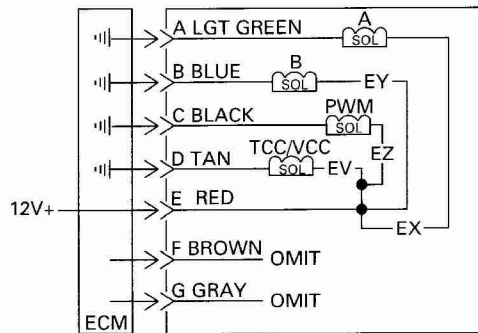 A
A LGT GREEN SOL
B
B BLUE SOL EY
PWM
C BLACK SOL
EZ
TCC/VCC
D TAN SOL EV
12V+ E RED
EX
F BROWN OMIT
G GRAY OMIT
ECM